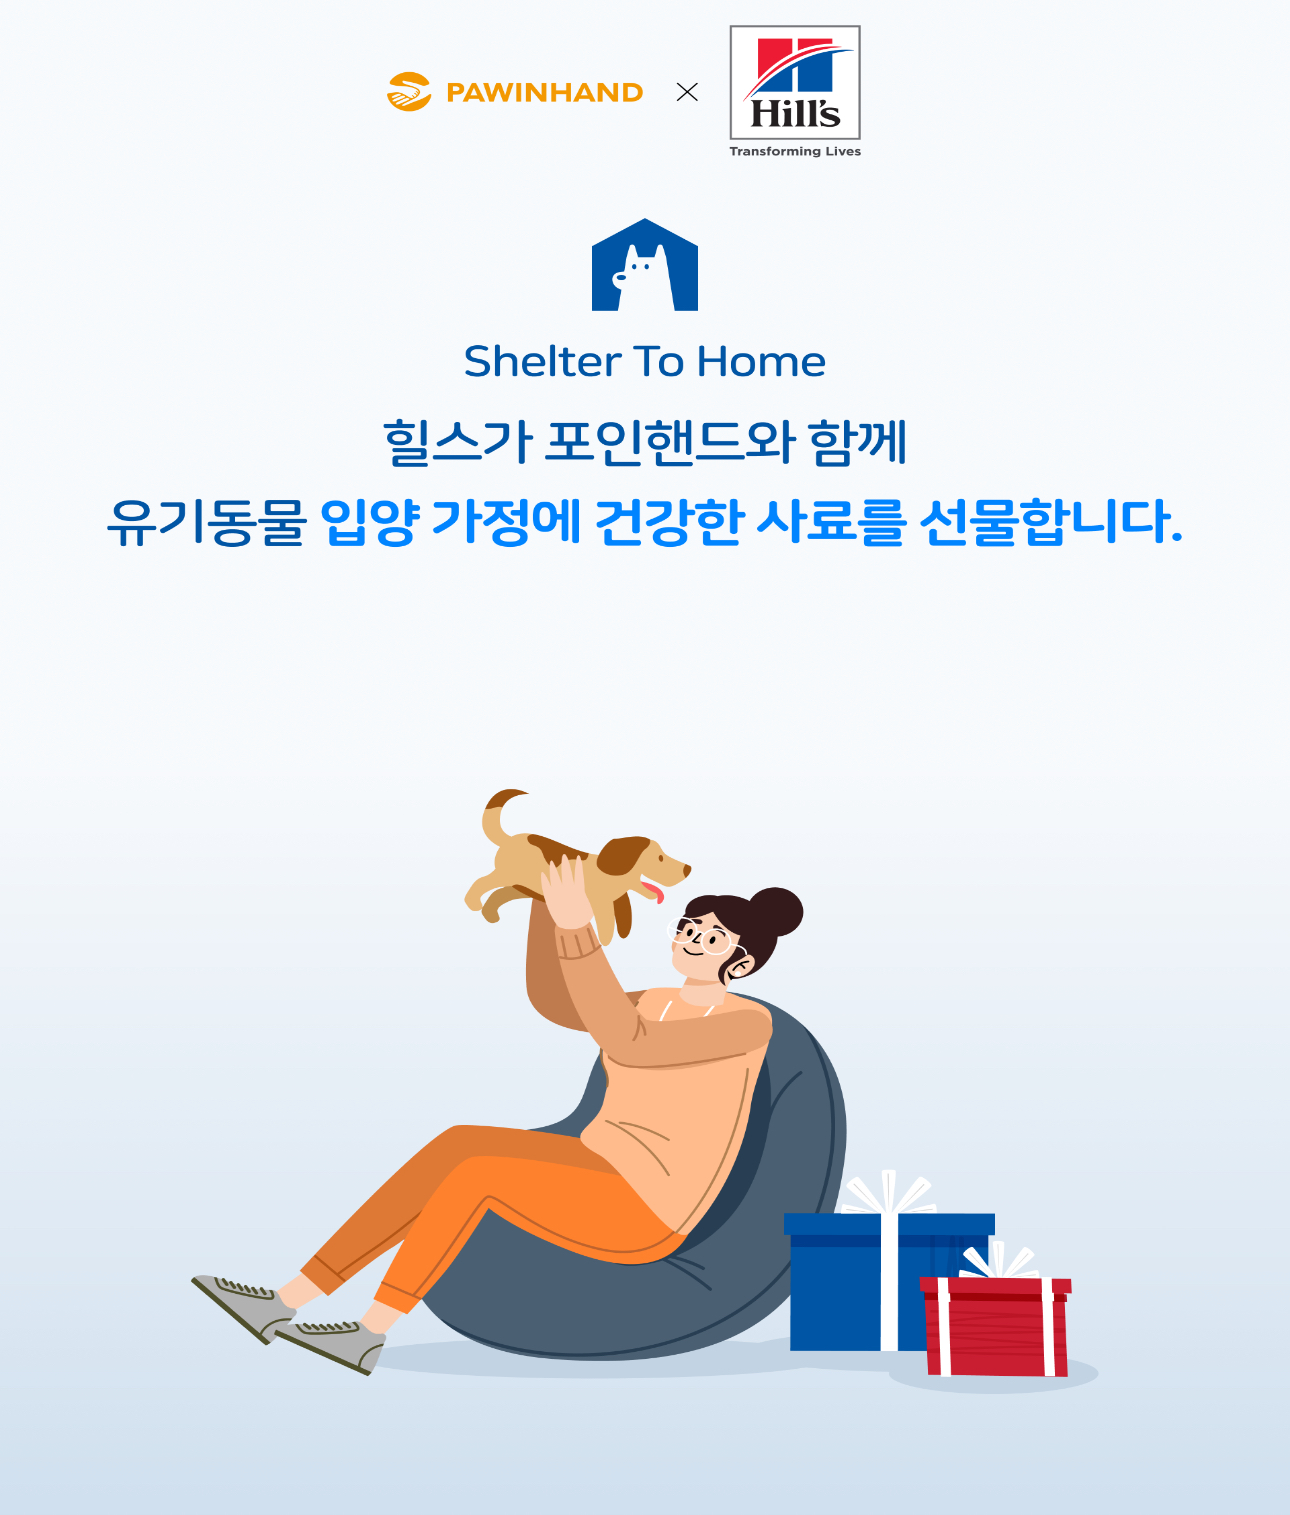 PAWINHAND × Hill's
Transforming Lives
Shelter To Home
힐스가 포인핸드와 함께
유기동물 입양 가정에 건강한 사료를 선물합니다.